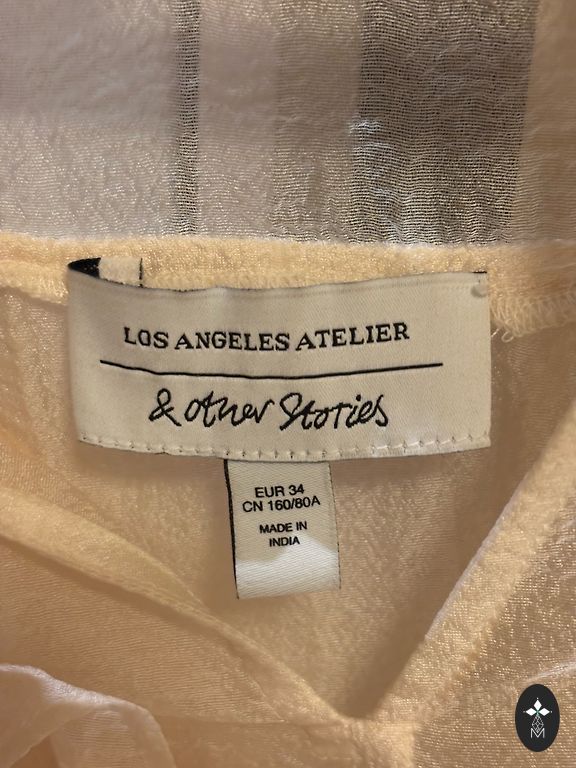 LOS ANGELES ATELIER
& Other Stories
EUR 34
CN 160/80A
MADE IN
INDIA
M